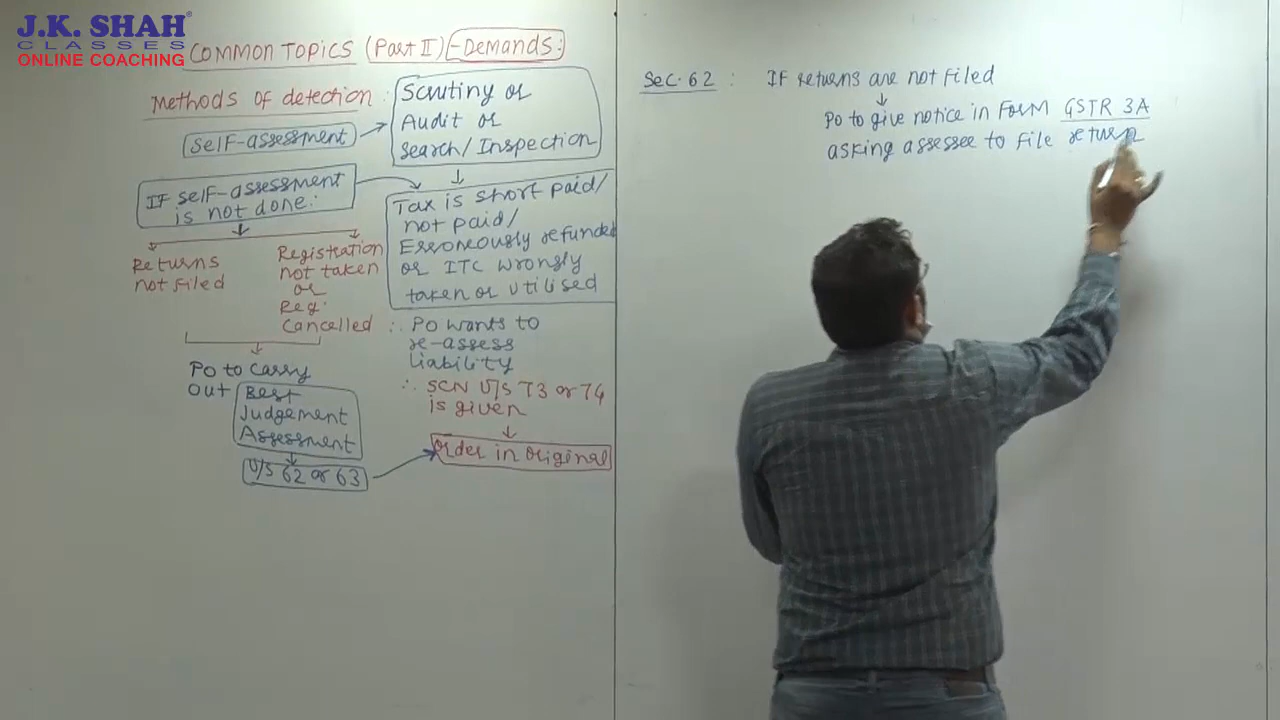 J.K. SHAH®
CLASSES
ONLINE COACHING
COMMON TOPICS (Part II) - DEMANDS:
Methods of detection:
Self-assessment
Scrutiny or
Audit or
Search/Inspection
IF self-assessment
is not done:
Tax is short paid/
not paid/
Erroneously refunded
or ITC wrongly
taken or utilised
Returns
not filed
Registration
not taken
or
Reg.
Cancelled
PO to carry
out Best
Judgement
Assessment
U/S 62 or 63
∴ PO wants to
re-assess
liability
∴ SCN U/S 73 or 74
is given
Order in original
Sec. 62 : IF returns are not filed
PO to give notice in Form GSTR 3A
asking assessee to file return